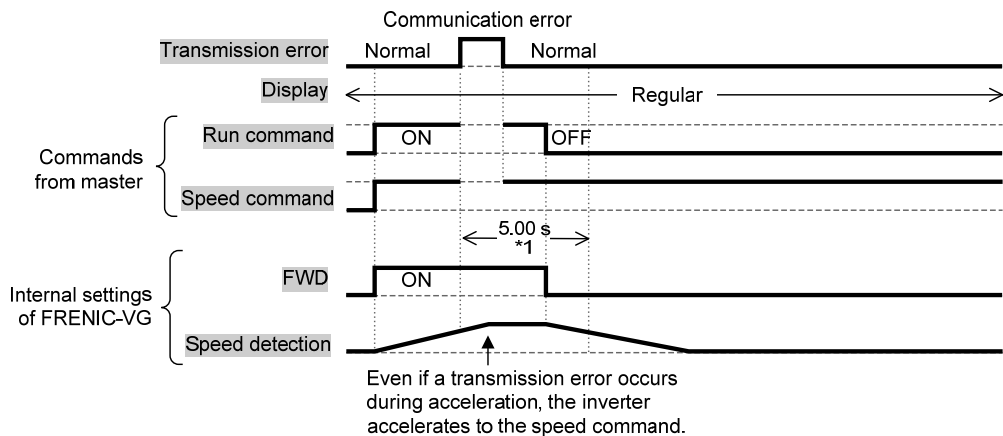 Communication error
Transmission error
Normal
Normal
Display
Regular
Commands
from master
Run command
ON
OFF
Speed command
5.00 s
*1
Internal settings
of FRENIC-VG
FWD
ON
Speed detection
Even if a transmission error occurs
during acceleration, the inverter
accelerates to the speed command.